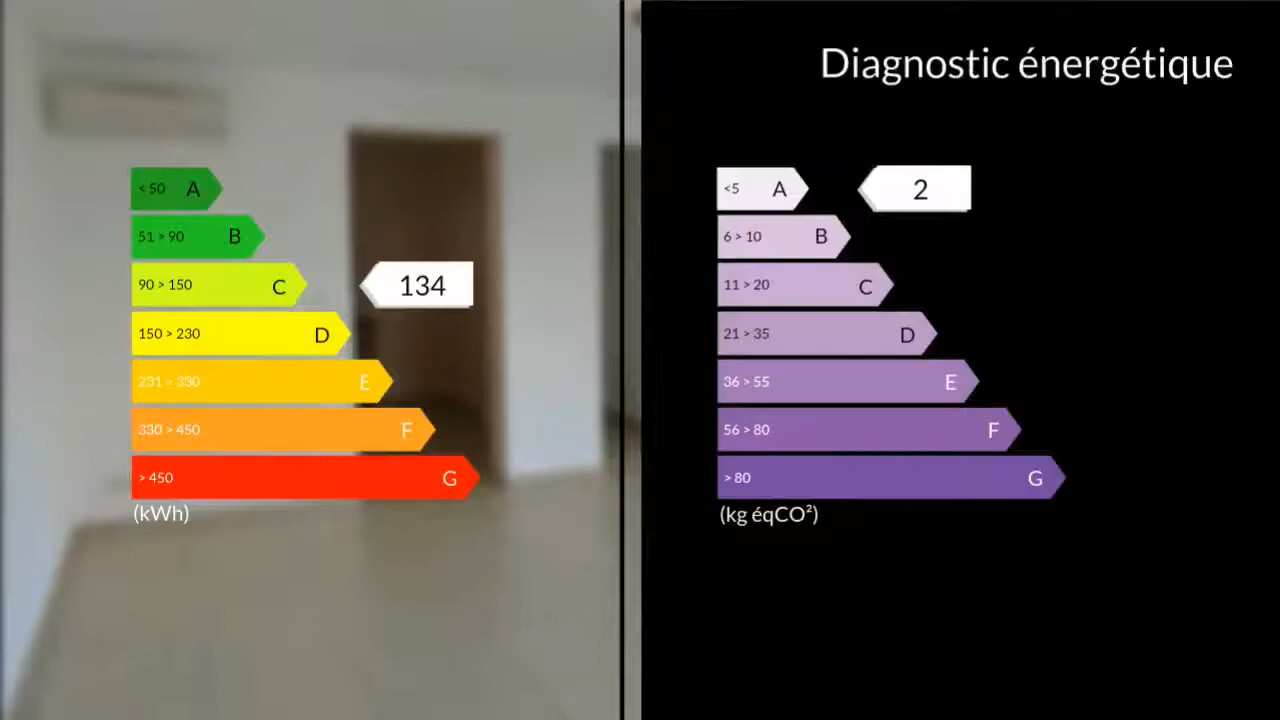 Diagnostic énergétique
< 50 A
51 > 90 B
90 > 150 C
134
150 > 230 D
231 > 330 E
330 > 450 F
> 450 G
(kWh)
<5 A
2
6 > 10 B
11 > 20 C
21 > 35 D
36 > 55 E
56 > 80 F
> 80 G
(kg éqCO²)